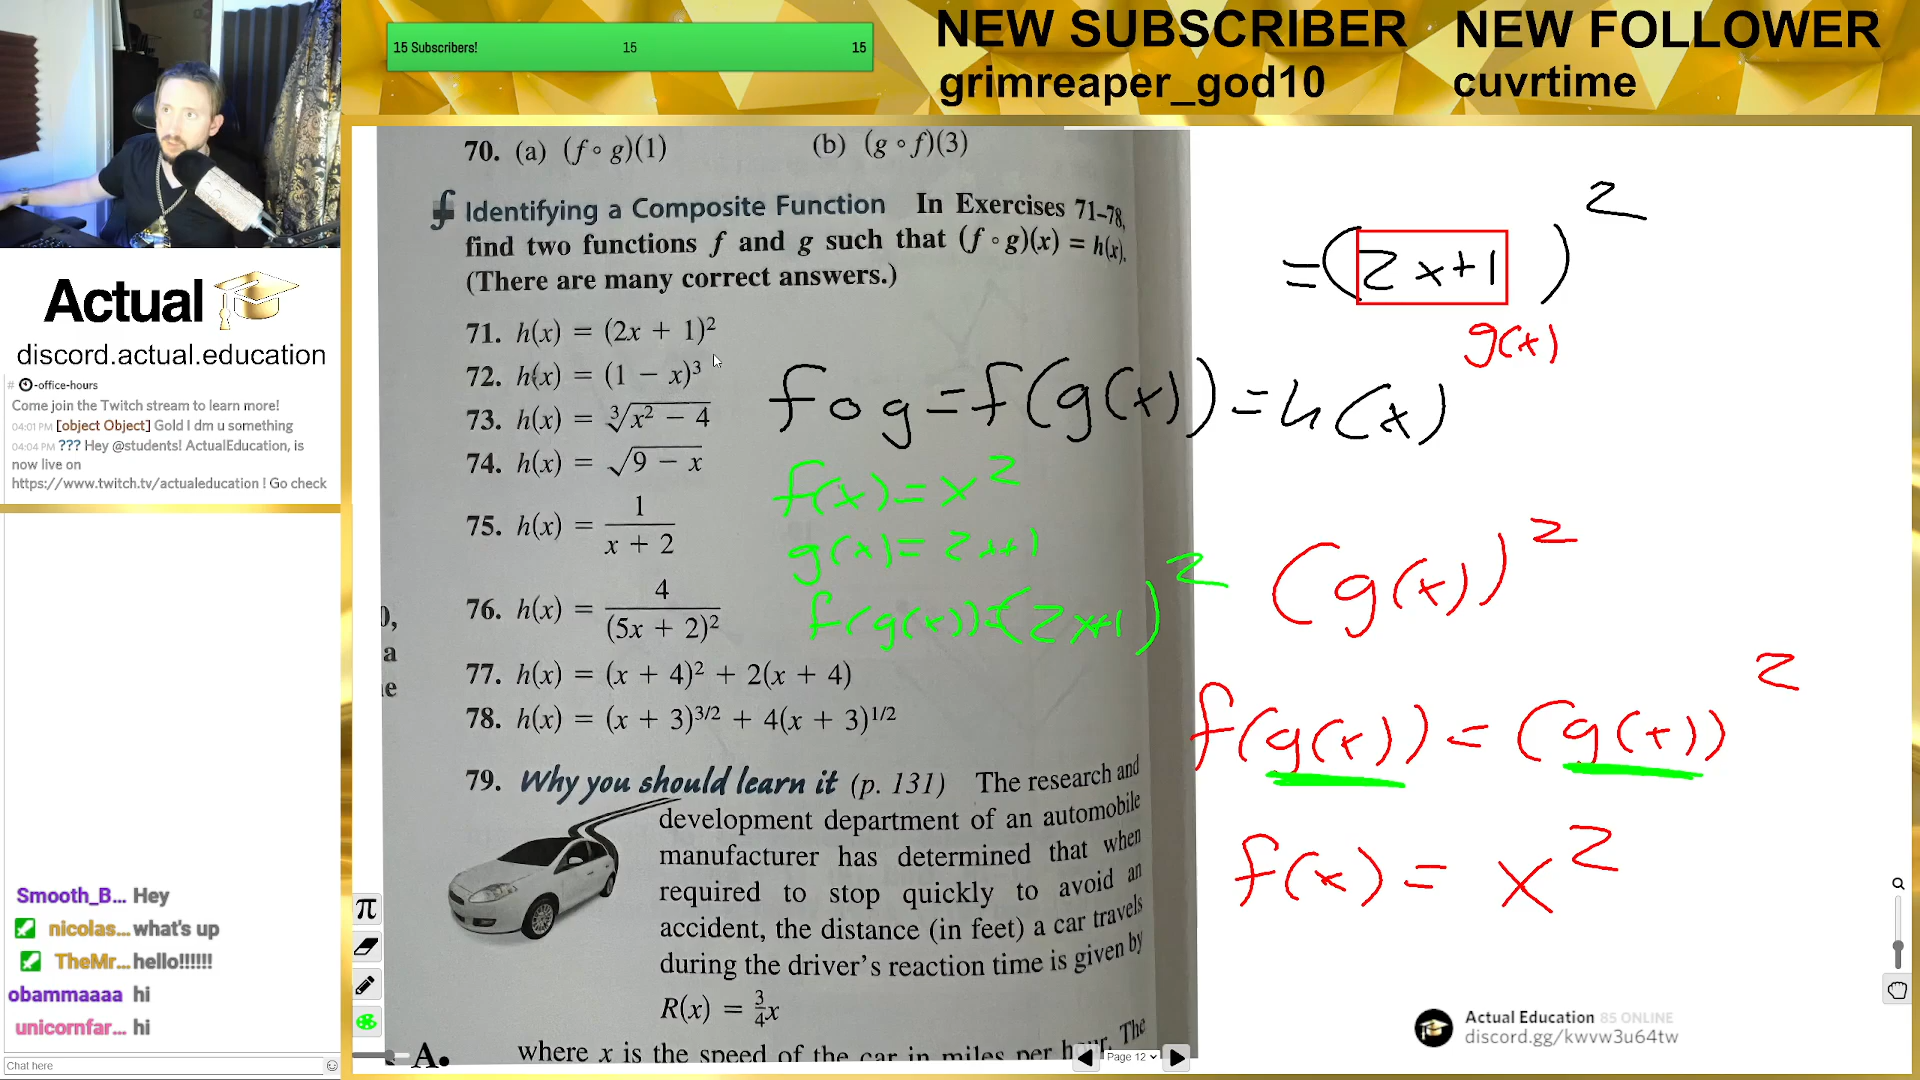 15 Subscribers! 15 15
NEW SUBSCRIBER
grimreaper_god10
NEW FOLLOWER
cuvrtime
Actual
discord.actual.education
# -office-hours
Come join the Twitch stream to learn more!
04:01 PM [object Object] Gold I dm u something
04:04 PM ??? Hey @students! ActualEducation, is
now live on
https://www.twitch.tv/actualeducation ! Go check
Smooth_B... Hey
nicolas... what's up
TheMr... hello!!!!!!
obammaaaa hi
unicornfar... hi
Chat here
70. (a) (f ∘ g)(1) (b) (g ∘ f)(3)
f Identifying a Composite Function In Exercises 71–78,
find two functions f and g such that (f ∘ g)(x) = h(x).
(There are many correct answers.)
71. h(x) = (2x + 1)²
72. h(x) = (1 − x)³
73. h(x) = ∛(x² − 4)
74. h(x) = √(9 − x)
75. h(x) = 1/(x + 2)
76. h(x) = 4/(5x + 2)²
77. h(x) = (x + 4)² + 2(x + 4)
78. h(x) = (x + 3)^3/2 + 4(x + 3)^1/2
79. Why you should learn it (p. 131) The research and
development department of an automobile
manufacturer has determined that when
required to stop quickly to avoid an
accident, the distance (in feet) a car travels
during the driver's reaction time is given by
R(x) = ¾x
where x is the speed of the car in miles per hour. The
A.
0,
a
= (2x+1)²
g(x)
f o g = f(g(x)) = h(x)
f(x) = x²
g(x) = 2x+1
f(g(x)) = (2x+1)²
(g(x))²
f(g(x)) = (g(x))²
f(x) = x²
π
Page 12
Actual Education 85 ONLINE
discord.gg/kwvw3u64tw